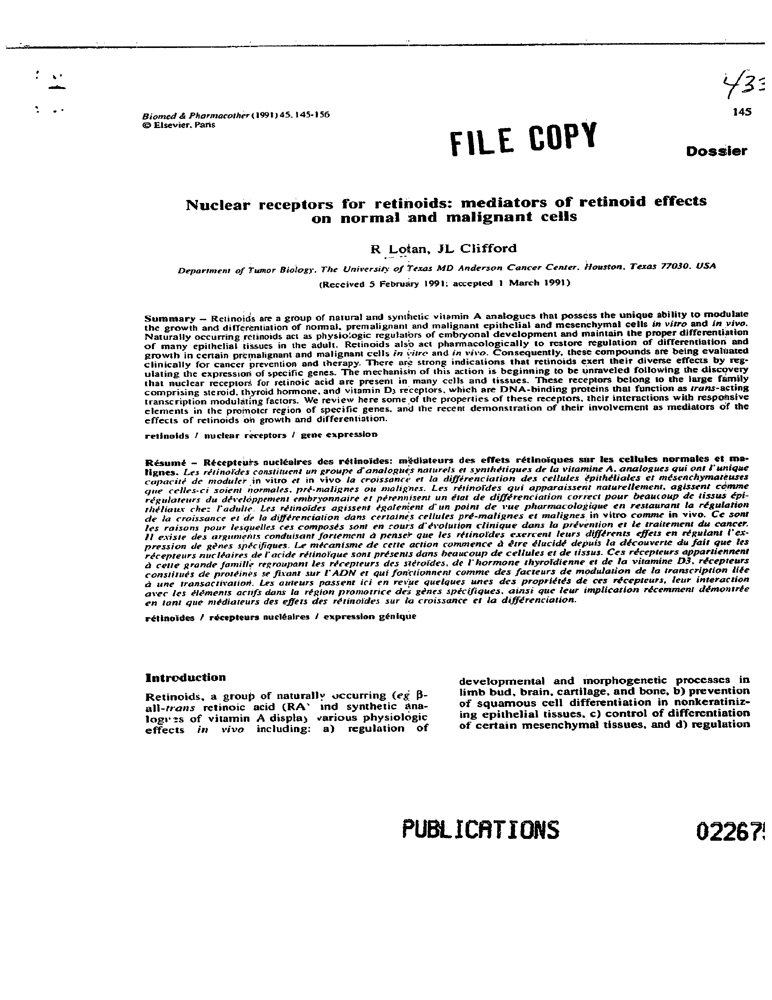 433
Biomed & Pharmacother (1991) 45, 145-156
© Elsevier, Paris
145
FILE COPY
Dossier
Nuclear receptors for retinoids: mediators of retinoid effects
on normal and malignant cells
R Lotan, JL Clifford
Department of Tumor Biology, The University of Texas MD Anderson Cancer Center, Houston, Texas 77030, USA
(Received 5 February 1991; accepted 1 March 1991)
Summary – Retinoids are a group of natural and synthetic vitamin A analogues that possess the unique ability to modulate
the growth and differentiation of normal, premalignant and malignant epithelial and mesenchymal cells in vitro and in vivo.
Naturally occurring retinoids act as physiologic regulators of embryonal development and maintain the proper differentiation
of many epithelial tissues in the adult. Retinoids also act pharmacologically to restore regulation of differentiation and
growth in certain premalignant and malignant cells in vitro and in vivo. Consequently, these compounds are being evaluated
clinically for cancer prevention and therapy. There are strong indications that retinoids exert their diverse effects by reg-
ulating the expression of specific genes. The mechanism of this action is beginning to be unraveled following the discovery
that nuclear receptors for retinoic acid are present in many cells and tissues. These receptors belong to the large family
comprising steroid, thyroid hormone, and vitamin D3 receptors, which are DNA-binding proteins that function as trans-acting
transcription modulating factors. We review here some of the properties of these receptors, their interactions with responsive
elements in the promoter region of specific genes, and the recent demonstration of their involvement as mediators of the
effects of retinoids on growth and differentiation.
retinoids / nuclear receptors / gene expression
Résumé – Récepteurs nucléaires des rétinoïdes: médiateurs des effets rétinoïques sur les cellules normales et ma-
lignes. Les rétinoïdes constituent un groupe d'analogues naturels et synthétiques de la vitamine A, analogues qui ont l'unique
capacité de moduler in vitro et in vivo la croissance et la différenciation des cellules épithéliales et mésenchymateuses
que celles-ci soient normales, pré-malignes ou malignes. Les rétinoïdes qui apparaissent naturellement, agissent comme
régulateurs du développement embryonnaire et pérennisent un état de différenciation correct pour beaucoup de tissus épi-
théliaux chez l'adulte. Les rétinoïdes agissent également d'un point de vue pharmacologique en restaurant la régulation
de la croissance et de la différenciation dans certaines cellules pré-malignes et malignes in vitro comme in vivo. Ce sont
les raisons pour lesquelles ces composés sont en cours d'évolution clinique dans la prévention et le traitement du cancer.
Il existe des arguments conduisant fortement à penser que les rétinoïdes exercent leurs différents effets en régulant l'ex-
pression de gènes spécifiques. Le mécanisme de cette action commence à être élucidé depuis la découverte du fait que les
récepteurs nucléaires de l'acide rétinoïque sont présents dans beaucoup de cellules et de tissus. Ces récepteurs appartiennent
à cette grande famille regroupant les récepteurs des stéroïdes, de l'hormone thyroïdienne et de la vitamine D3, récepteurs
constitués de protéines se fixant sur l'ADN et qui fonctionnent comme des facteurs de modulation de la transcription liée
à une transactivation. Les auteurs passent ici en revue quelques unes des propriétés de ces récepteurs, leur interaction
avec les éléments actifs dans la région promotrice des gènes spécifiques, ainsi que leur implication récemment démontrée
en tant que médiateurs des effets des rétinoïdes sur la croissance et la différenciation.
rétinoïdes / récepteurs nucléaires / expression génique
Introduction
Retinoids, a group of naturally occurring (eg β-
all-trans retinoic acid (RA) and synthetic ana-
logues of vitamin A display various physiologic
effects in vivo including: a) regulation of
developmental and morphogenetic processes in
limb bud, brain, cartilage, and bone, b) prevention
of squamous cell differentiation in nonkeratiniz-
ing epithelial tissues, c) control of differentiation
of certain mesenchymal tissues, and d) regulation
PUBLICATIONS
02267